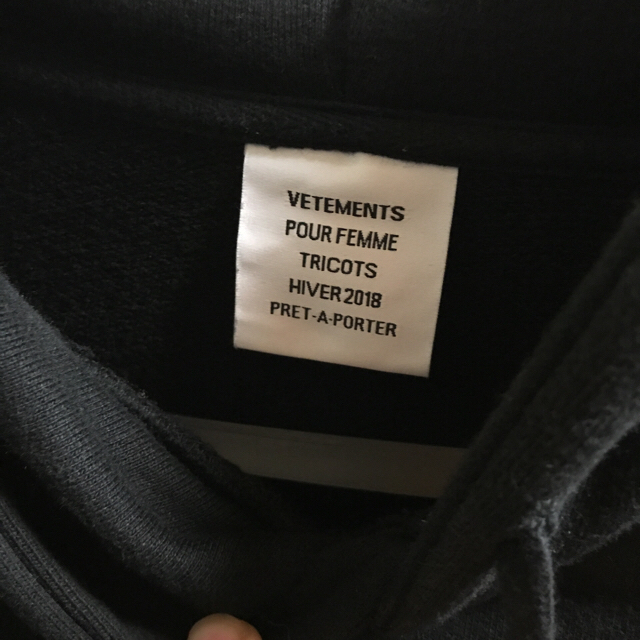 VETEMENTS
POUR FEMME
TRICOTS
HIVER 2018
PRET-A-PORTER